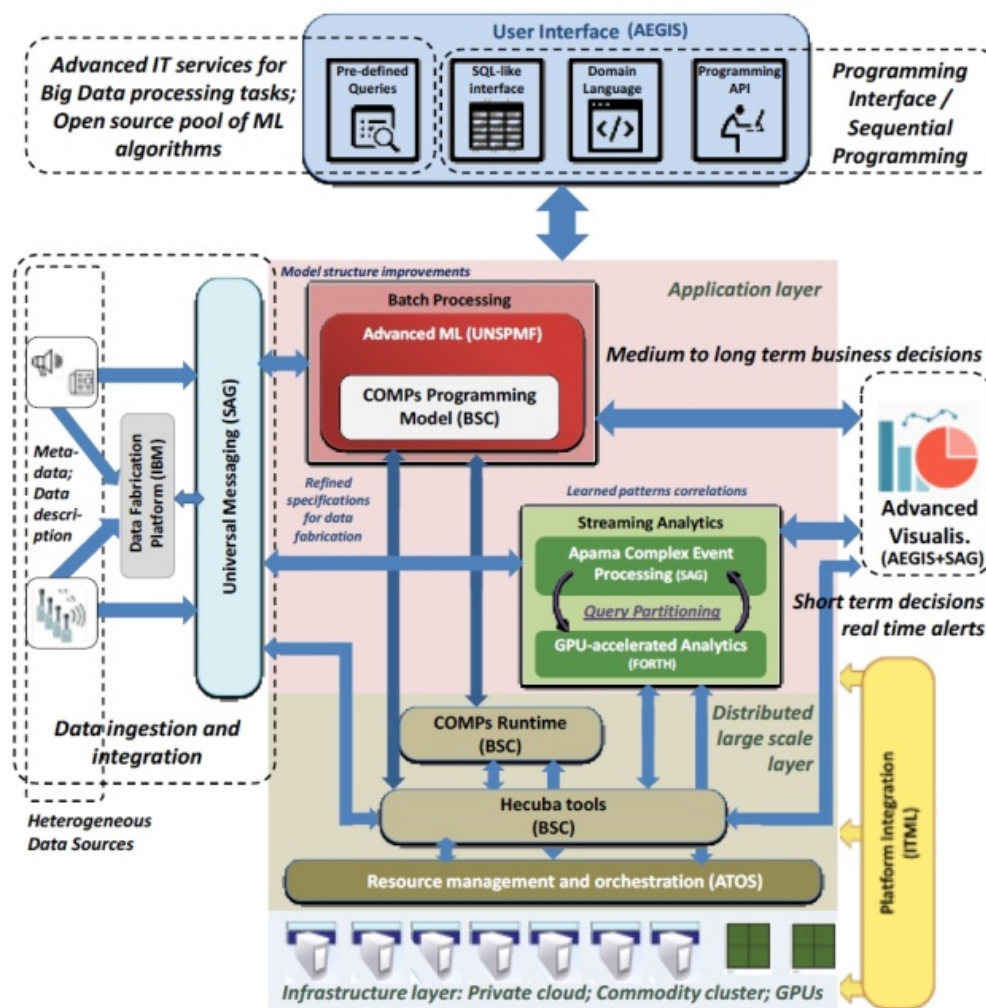 User Interface (AEGIS)
Advanced IT services for
Big Data processing tasks;
Open source pool of ML
algorithms
Pre-defined
Queries
SQL-like
interface
Domain
Language
Programming
API
Programming
Interface /
Sequential
Programming
Model structure improvements
Application layer
Batch Processing
Advanced ML (UNSPMF)
COMPs Programming
Model (BSC)
Medium to long term business decisions
Universal Messaging (SAG)
Data Fabrication
Platform (IBM)
Meta-
data;
Data
descri-
ption
Refined
specifications
for data
fabrication
Learned patterns correlations
Streaming Analytics
Apama Complex Event
Processing (SAG)
Query Partitioning
GPU-accelerated Analytics
(FORTH)
Advanced
Visualis.
(AEGIS+SAG)
Short term decisions
real time alerts
Data ingestion and
integration
Heterogeneous
Data Sources
COMPs Runtime
(BSC)
Distributed
large scale
layer
Hecuba tools
(BSC)
Resource management and orchestration (ATOS)
Platform Integration
(ITML)
Infrastructure layer: Private cloud; Commodity cluster; GPUs